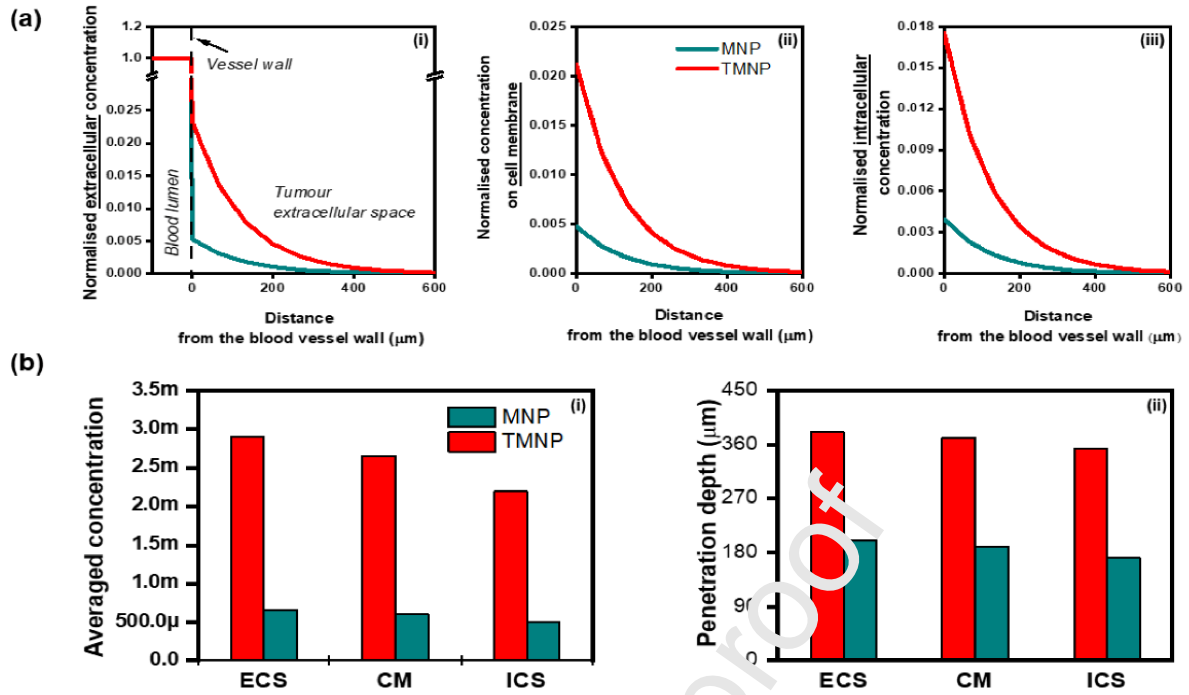 (a)
Normalised extracellular concentration
1.2
1.0
0.025
0.020
0.015
0.010
0.005
0.000
(i)
Vessel wall
Blood lumen
Tumour
extracellular space
0
200
400
600
Distance
from the blood vessel wall (μm)
Normalised concentration
on cell membrane
0.025
0.020
0.015
0.010
0.005
0.000
(ii)
MNP
TMNP
0
200
400
600
Distance
from the blood vessel wall (μm)
Normalised intracellular
concentration
0.018
0.015
0.012
0.009
0.006
0.003
0.000
(iii)
0
200
400
600
Distance
from the blood vessel wall (μm)
(b)
Averaged concentration
3.5m
3.0m
2.5m
2.0m
1.5m
1.0m
500.0μ
0.0
(i)
MNP
TMNP
ECS
CM
ICS
Penetration depth (μm)
450
360
270
180
90
0
(ii)
ECS
CM
ICS
proof